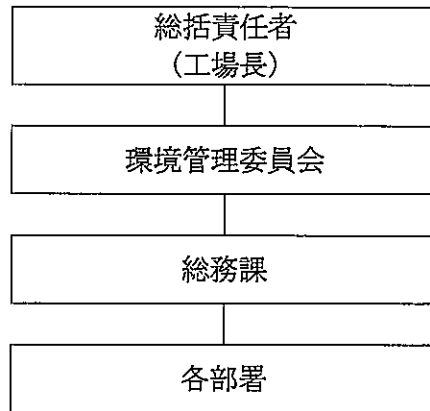 総括責任者
(工場長)
環境管理委員会
総務課
各部署